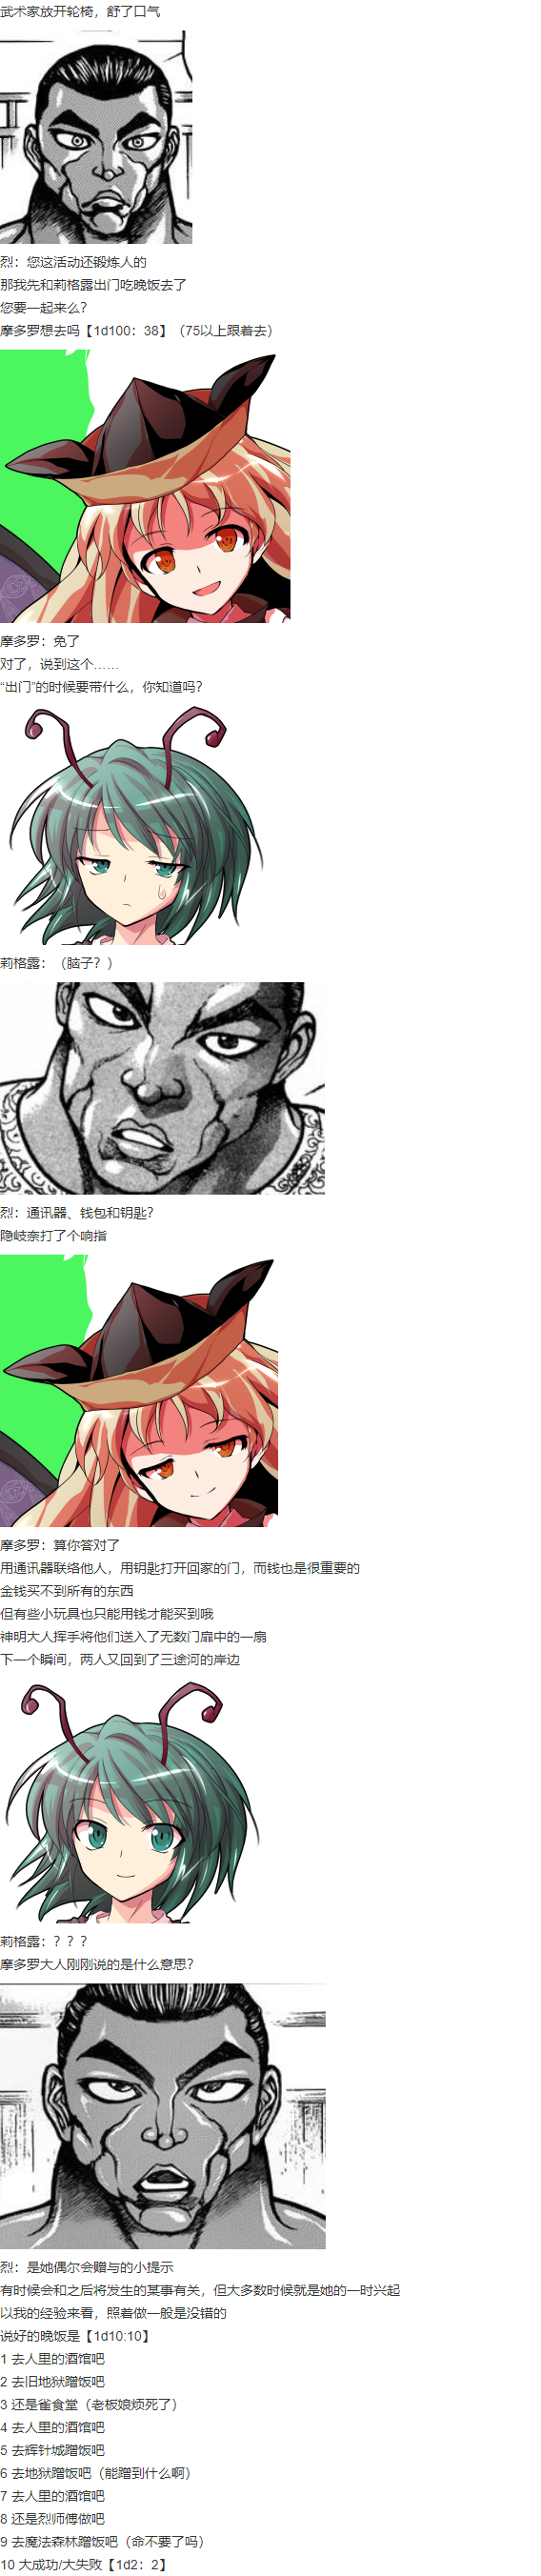 武术家放开轮椅，舒了口气
烈：您这活动还锻炼人的
那我先和莉格露出门吃晚饭去了
您要一起来么？
摩多罗想去吗【1d100：38】（75以上跟着去）
摩多罗：免了
对了，说到这个……
“出门”的时候要带什么，你知道吗？
莉格露：（脑子？）
烈：通讯器、钱包和钥匙？
隐岐奈打了个响指
摩多罗：算你答对了
用通讯器联络他人，用钥匙打开回家的门，而钱也是很重要的
金钱买不到所有的东西
但有些小玩具也只能用钱才能买到哦
神明大人挥手将他们送入了无数门扉中的一扇
下一个瞬间，两人又回到了三途河的岸边
莉格露：？？？
摩多罗大人刚刚说的是什么意思？
烈：是她偶尔会赠与的小提示
有时候会和之后将发生的某事有关，但大多数时候就是她的一时兴起
以我的经验来看，照着做一般是没错的
说好的晚饭是【1d10:10】
1 去人里的酒馆吧
2 去旧地狱蹭饭吧
3 还是雀食堂（老板娘烦死了）
4 去人里的酒馆吧
5 去辉针城蹭饭吧
6 去地狱蹭饭吧（能蹭到什么啊）
7 去人里的酒馆吧
8 还是烈师傅做吧
9 去魔法森林蹭饭吧（命不要了吗）
10 大成功/大失败【1d2：2】